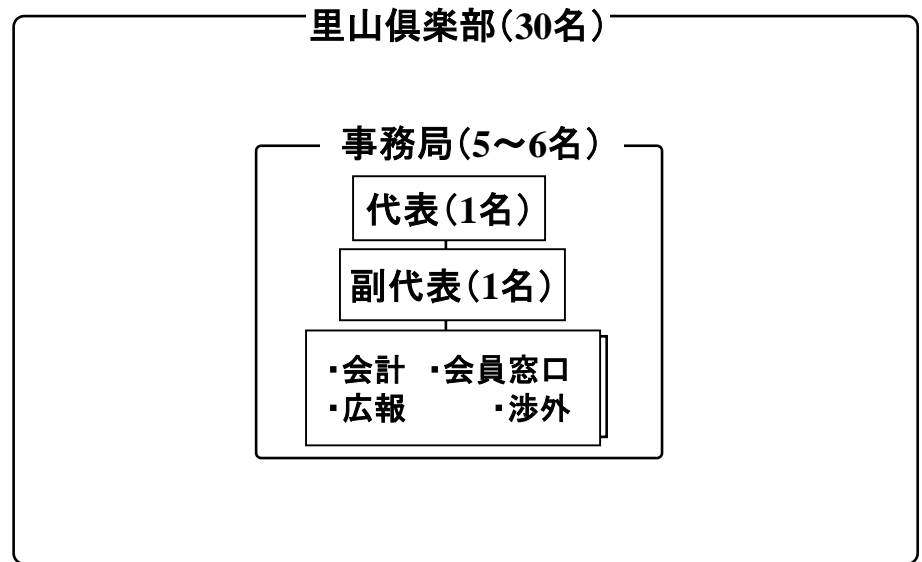 里山倶楽部(30名)
事務局(5～6名)
代表(1名)
副代表(1名)
・会計 ・会員窓口
・広報 ・渉外